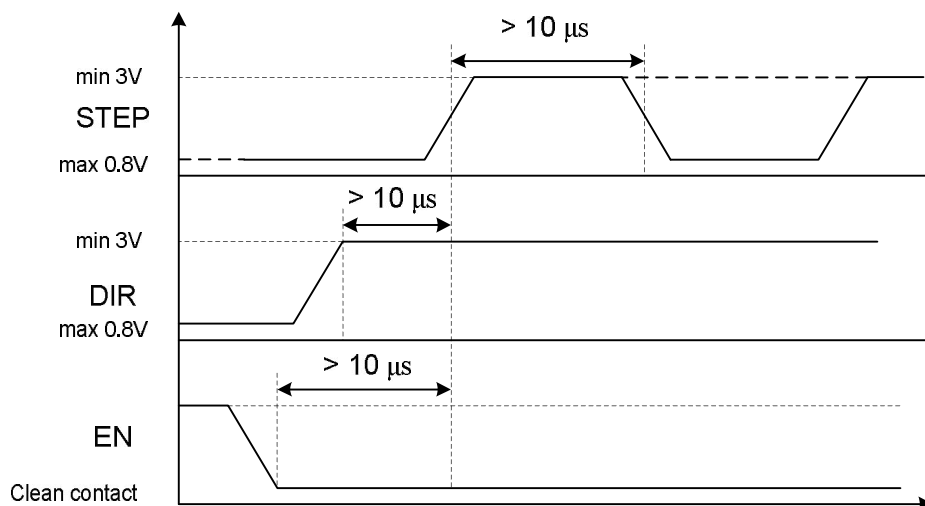 > 10 μs
min 3V
STEP
max 0.8V
> 10 μs
min 3V
DIR
max 0.8V
> 10 μs
EN
Clean contact